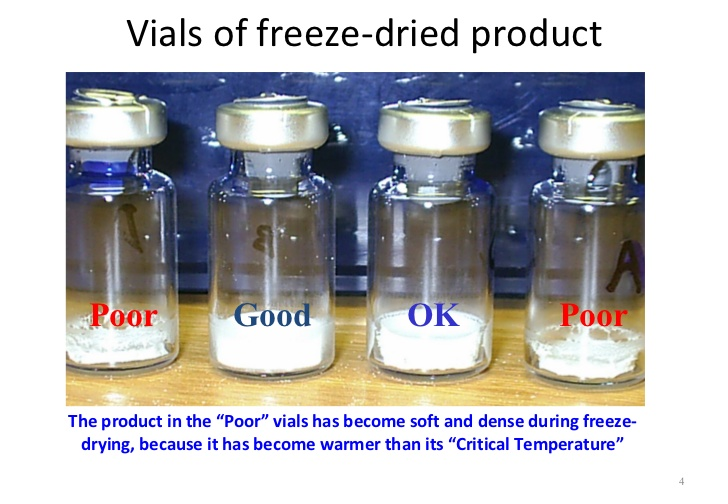 Vials of freeze-dried product
Poor Good OK Poor
A
The product in the “Poor” vials has become soft and dense during freeze-
drying, because it has become warmer than its “Critical Temperature”
4